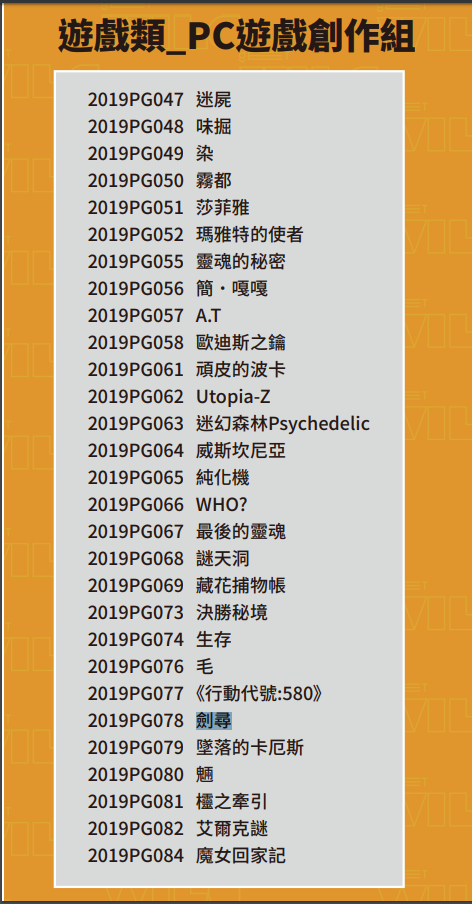 遊戲類_PC遊戲創作組
2019PG047 迷屍
2019PG048 味掘
2019PG049 染
2019PG050 霧都
2019PG051 莎菲雅
2019PG052 瑪雅特的使者
2019PG055 靈魂的秘密
2019PG056 簡・嘎嘎
2019PG057 A.T
2019PG058 歐迪斯之鑰
2019PG061 頑皮的波卡
2019PG062 Utopia-Z
2019PG063 迷幻森林Psychedelic
2019PG064 威斯坎尼亞
2019PG065 純化機
2019PG066 WHO?
2019PG067 最後的靈魂
2019PG068 謎天洞
2019PG069 藏花捕物帳
2019PG073 決勝秘境
2019PG074 生存
2019PG076 毛
2019PG077 《行動代號:580》
2019PG078 劍尋
2019PG079 墜落的卡厄斯
2019PG080 魎
2019PG081 櫺之牽引
2019PG082 艾爾克謎
2019PG084 魔女回家記